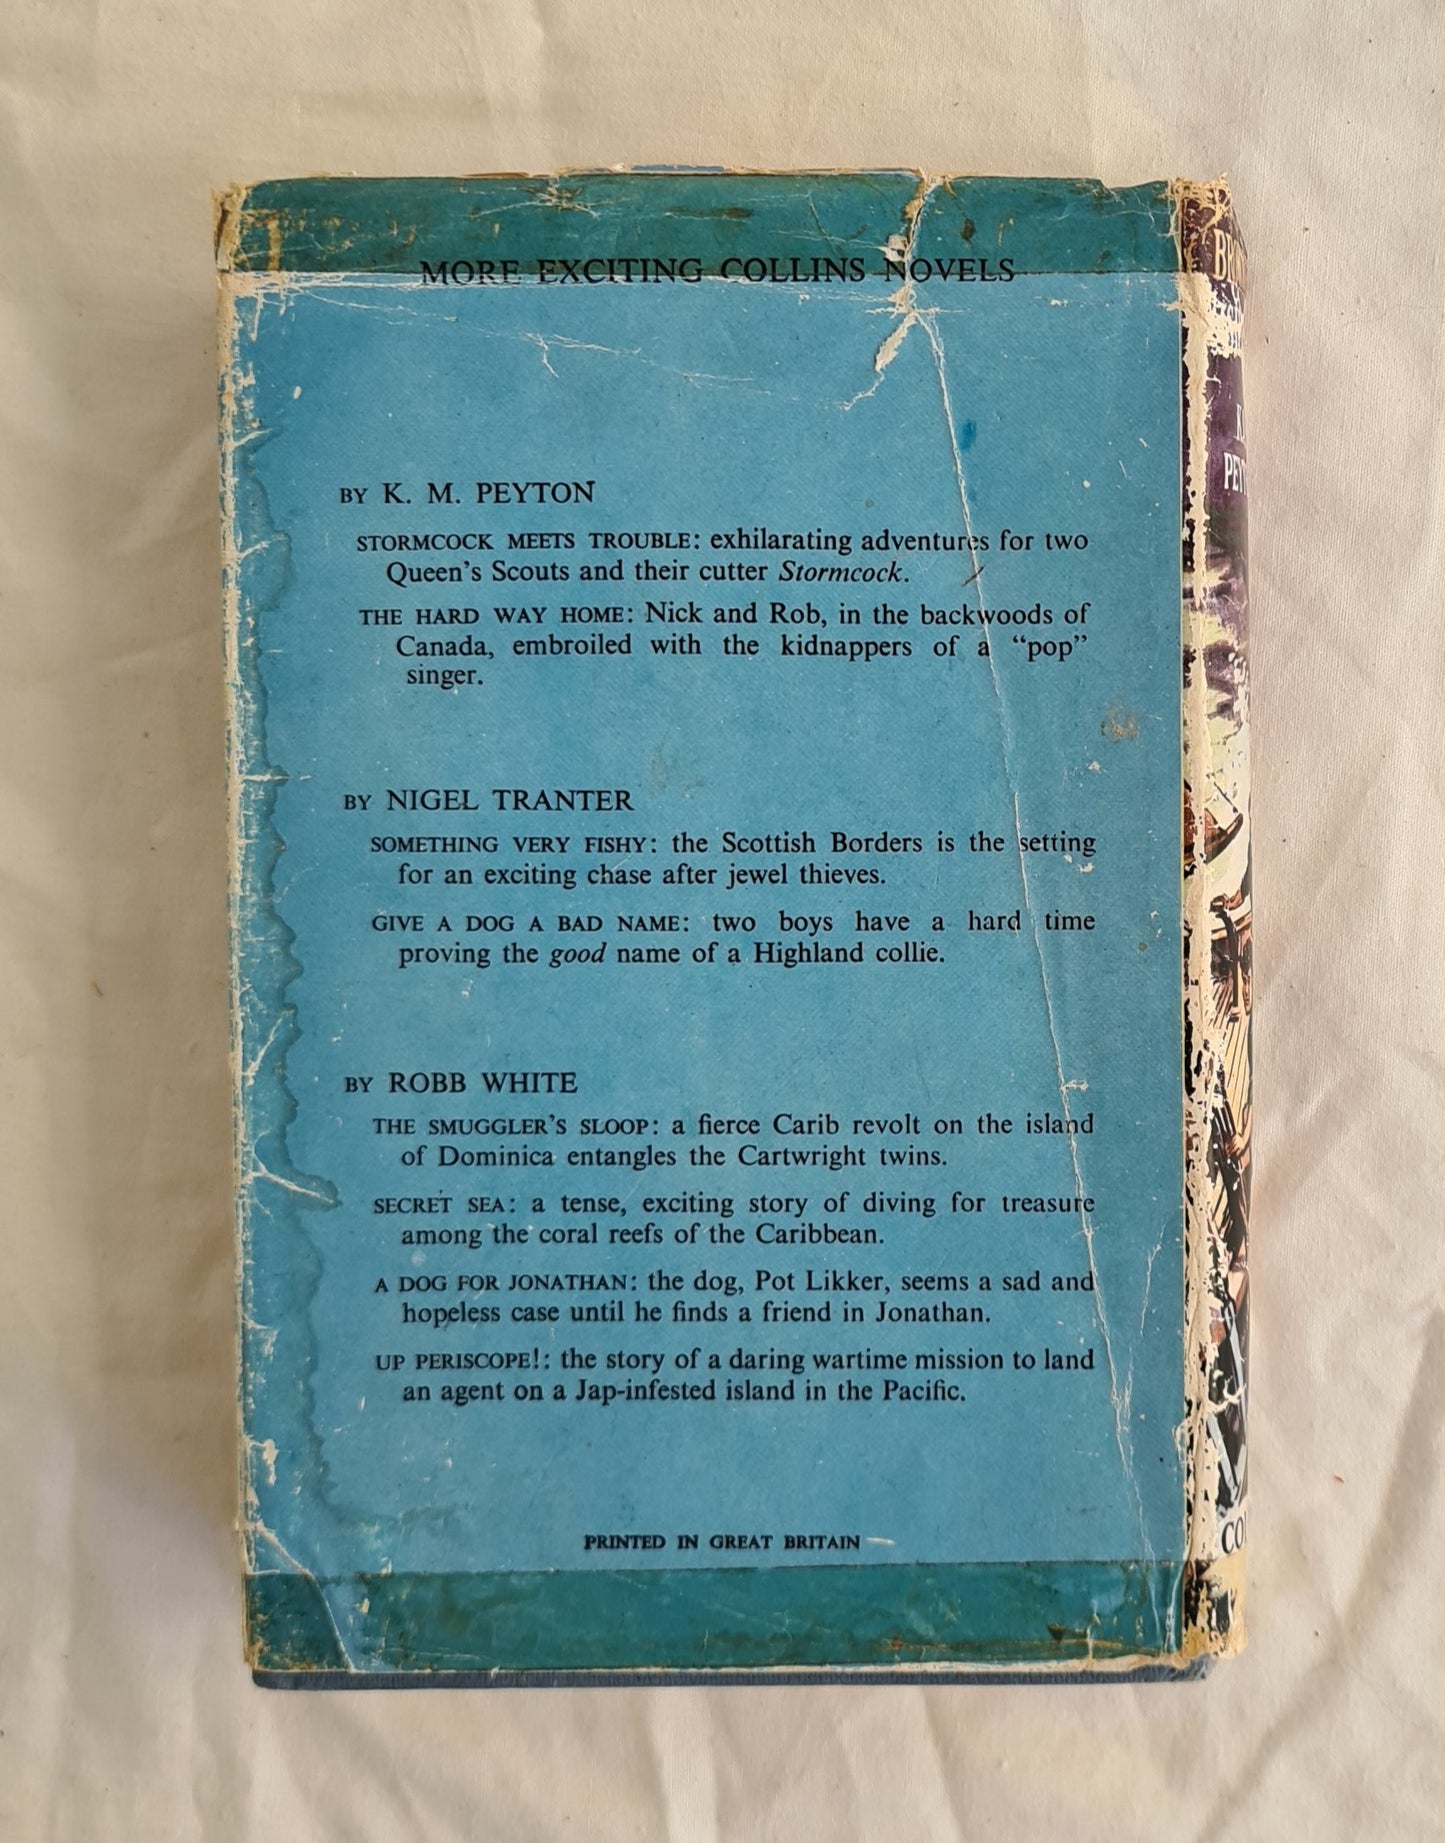 MORE EXCITING COLLINS NOVELS
BY K. M. PEYTON
STORMCOCK MEETS TROUBLE: exhilarating adventures for two
Queen's Scouts and their cutter Stormcock.
THE HARD WAY HOME: Nick and Rob, in the backwoods of
Canada, embroiled with the kidnappers of a “pop”
singer.
BY NIGEL TRANTER
SOMETHING VERY FISHY: the Scottish Borders is the setting
for an exciting chase after jewel thieves.
GIVE A DOG A BAD NAME: two boys have a hard time
proving the good name of a Highland collie.
BY ROBB WHITE
THE SMUGGLER'S SLOOP: a fierce Carib revolt on the island
of Dominica entangles the Cartwright twins.
SECRET SEA: a tense, exciting story of diving for treasure
among the coral reefs of the Caribbean.
A DOG FOR JONATHAN: the dog, Pot Likker, seems a sad and
hopeless case until he finds a friend in Jonathan.
UP PERISCOPE!: the story of a daring wartime mission to land
an agent on a Jap-infested island in the Pacific.
PRINTED IN GREAT BRITAIN